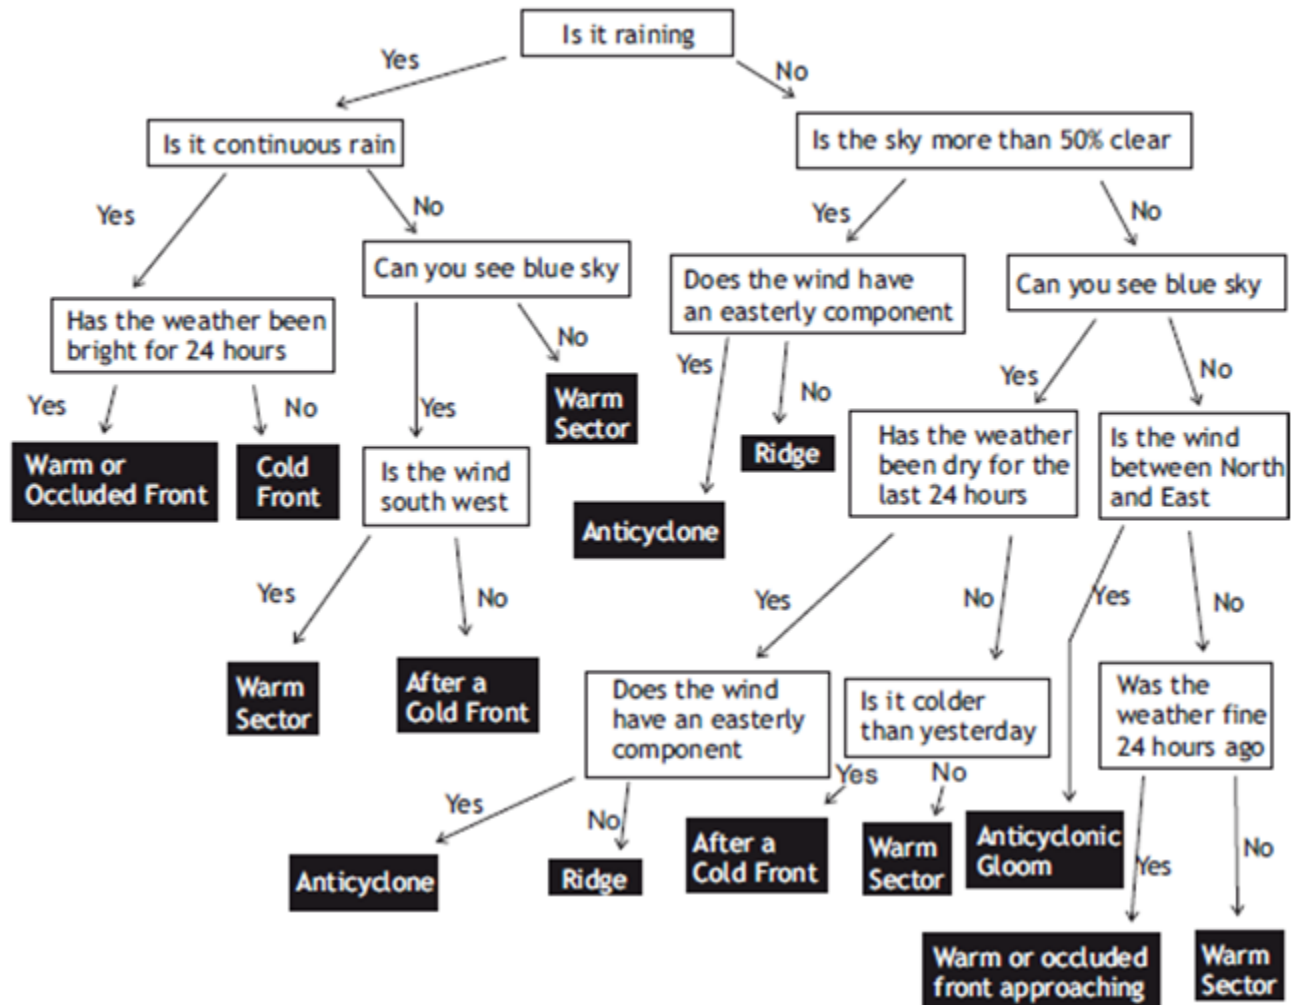 Is it raining
Yes
No
Is it continuous rain
Is the sky more than 50% clear
Yes
No
Yes
No
Can you see blue sky
Does the wind have
an easterly component
Can you see blue sky
Has the weather been
bright for 24 hours
No
Yes
No
Yes
No
Yes
No
Yes
No
Warm
Sector
Yes
Warm or
Occluded Front
Cold
Front
Is the wind
south west
Ridge
Anticyclone
Has the weather
been dry for the
last 24 hours
Is the wind
between North
and East
Yes
No
Yes
No
Yes
No
Warm
Sector
After a
Cold Front
Does the wind
have an easterly
component
Is it colder
than yesterday
Was the
weather fine
24 hours ago
Yes
No
Yes
No
Anticyclone
Ridge
After a
Cold Front
Warm
Sector
Anticyclonic
Gloom
Yes
No
Warm or occluded
front approaching
Warm
Sector